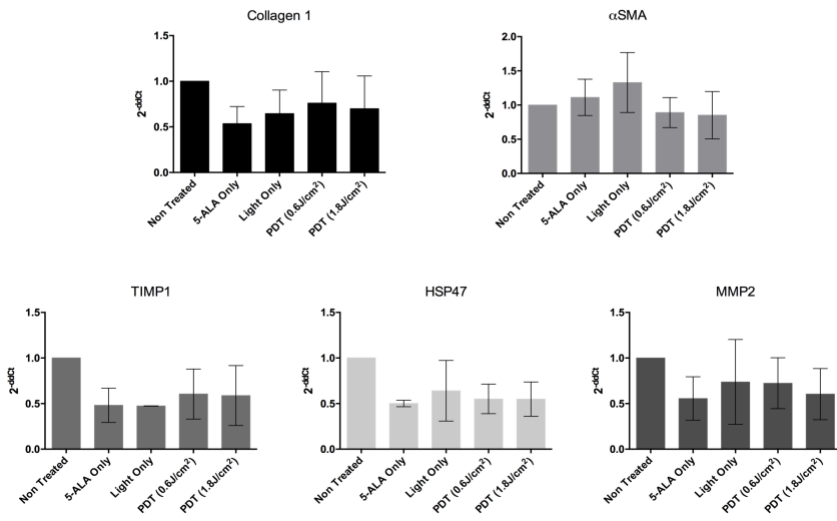 Collagen 1
2-ddCt
1.5
1.0
0.5
0.0
Non Treated
5-ALA Only
Light Only
PDT (0.6J/cm²)
PDT (1.8J/cm²)
αSMA
2-ddCt
2.0
1.5
1.0
0.5
0.0
Non Treated
5-ALA Only
Light Only
PDT (0.6J/cm²)
PDT (1.8J/cm²)
TIMP1
2-ddCt
1.5
1.0
0.5
0.0
Non Treated
5-ALA Only
Light Only
PDT (0.6J/cm²)
PDT (1.8J/cm²)
HSP47
2-ddCt
1.5
1.0
0.5
0.0
Non Treated
5-ALA Only
Light Only
PDT (0.6J/cm²)
PDT (1.8J/cm²)
MMP2
2-ddCt
1.5
1.0
0.5
0.0
Non Treated
5-ALA Only
Light Only
PDT (0.6J/cm²)
PDT (1.8J/cm²)